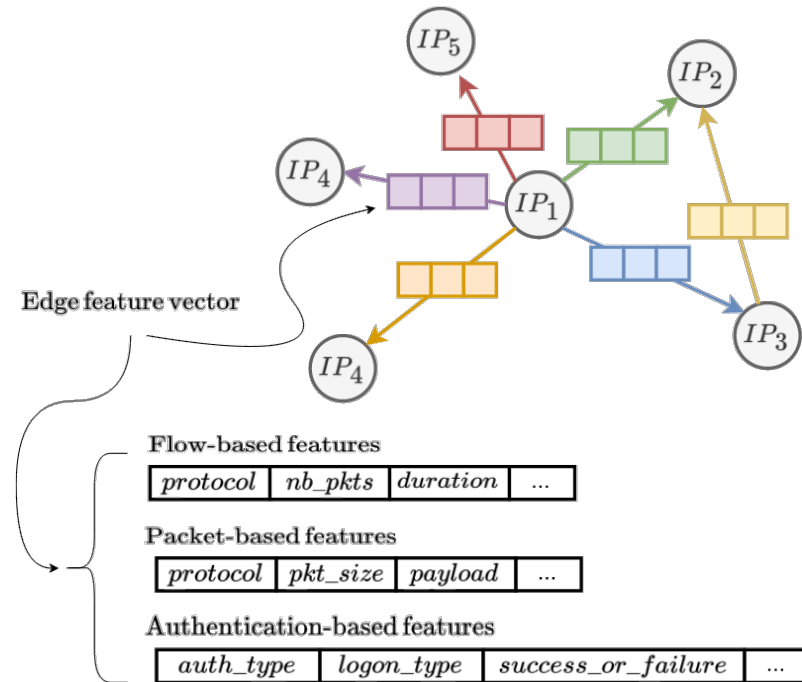 IP5
IP2
IP4
IP1
Edge feature vector
IP3
IP4
Flow-based features
protocol nb_pkts duration ...
Packet-based features
protocol pkt_size payload ...
Authentication-based features
auth_type logon_type success_or_failure ...